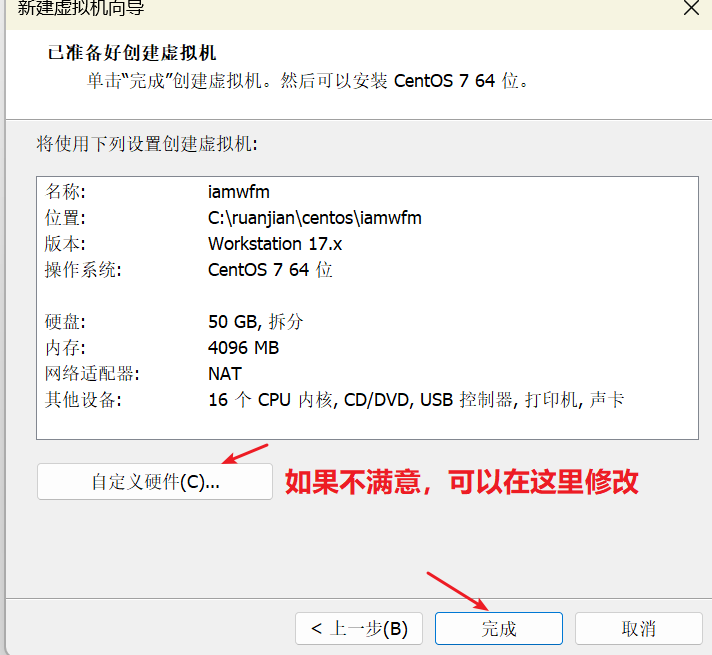 新建虚拟机向导
已准备好创建虚拟机
单击“完成”创建虚拟机。然后可以安装 CentOS 7 64 位。
将使用下列设置创建虚拟机:
名称: iamwfm
位置: C:\ruanjian\centos\iamwfm
版本: Workstation 17.x
操作系统: CentOS 7 64 位
硬盘: 50 GB, 拆分
内存: 4096 MB
网络适配器: NAT
其他设备: 16 个 CPU 内核, CD/DVD, USB 控制器, 打印机, 声卡
自定义硬件(C)... 如果不满意，可以在这里修改
< 上一步(B) 完成 取消